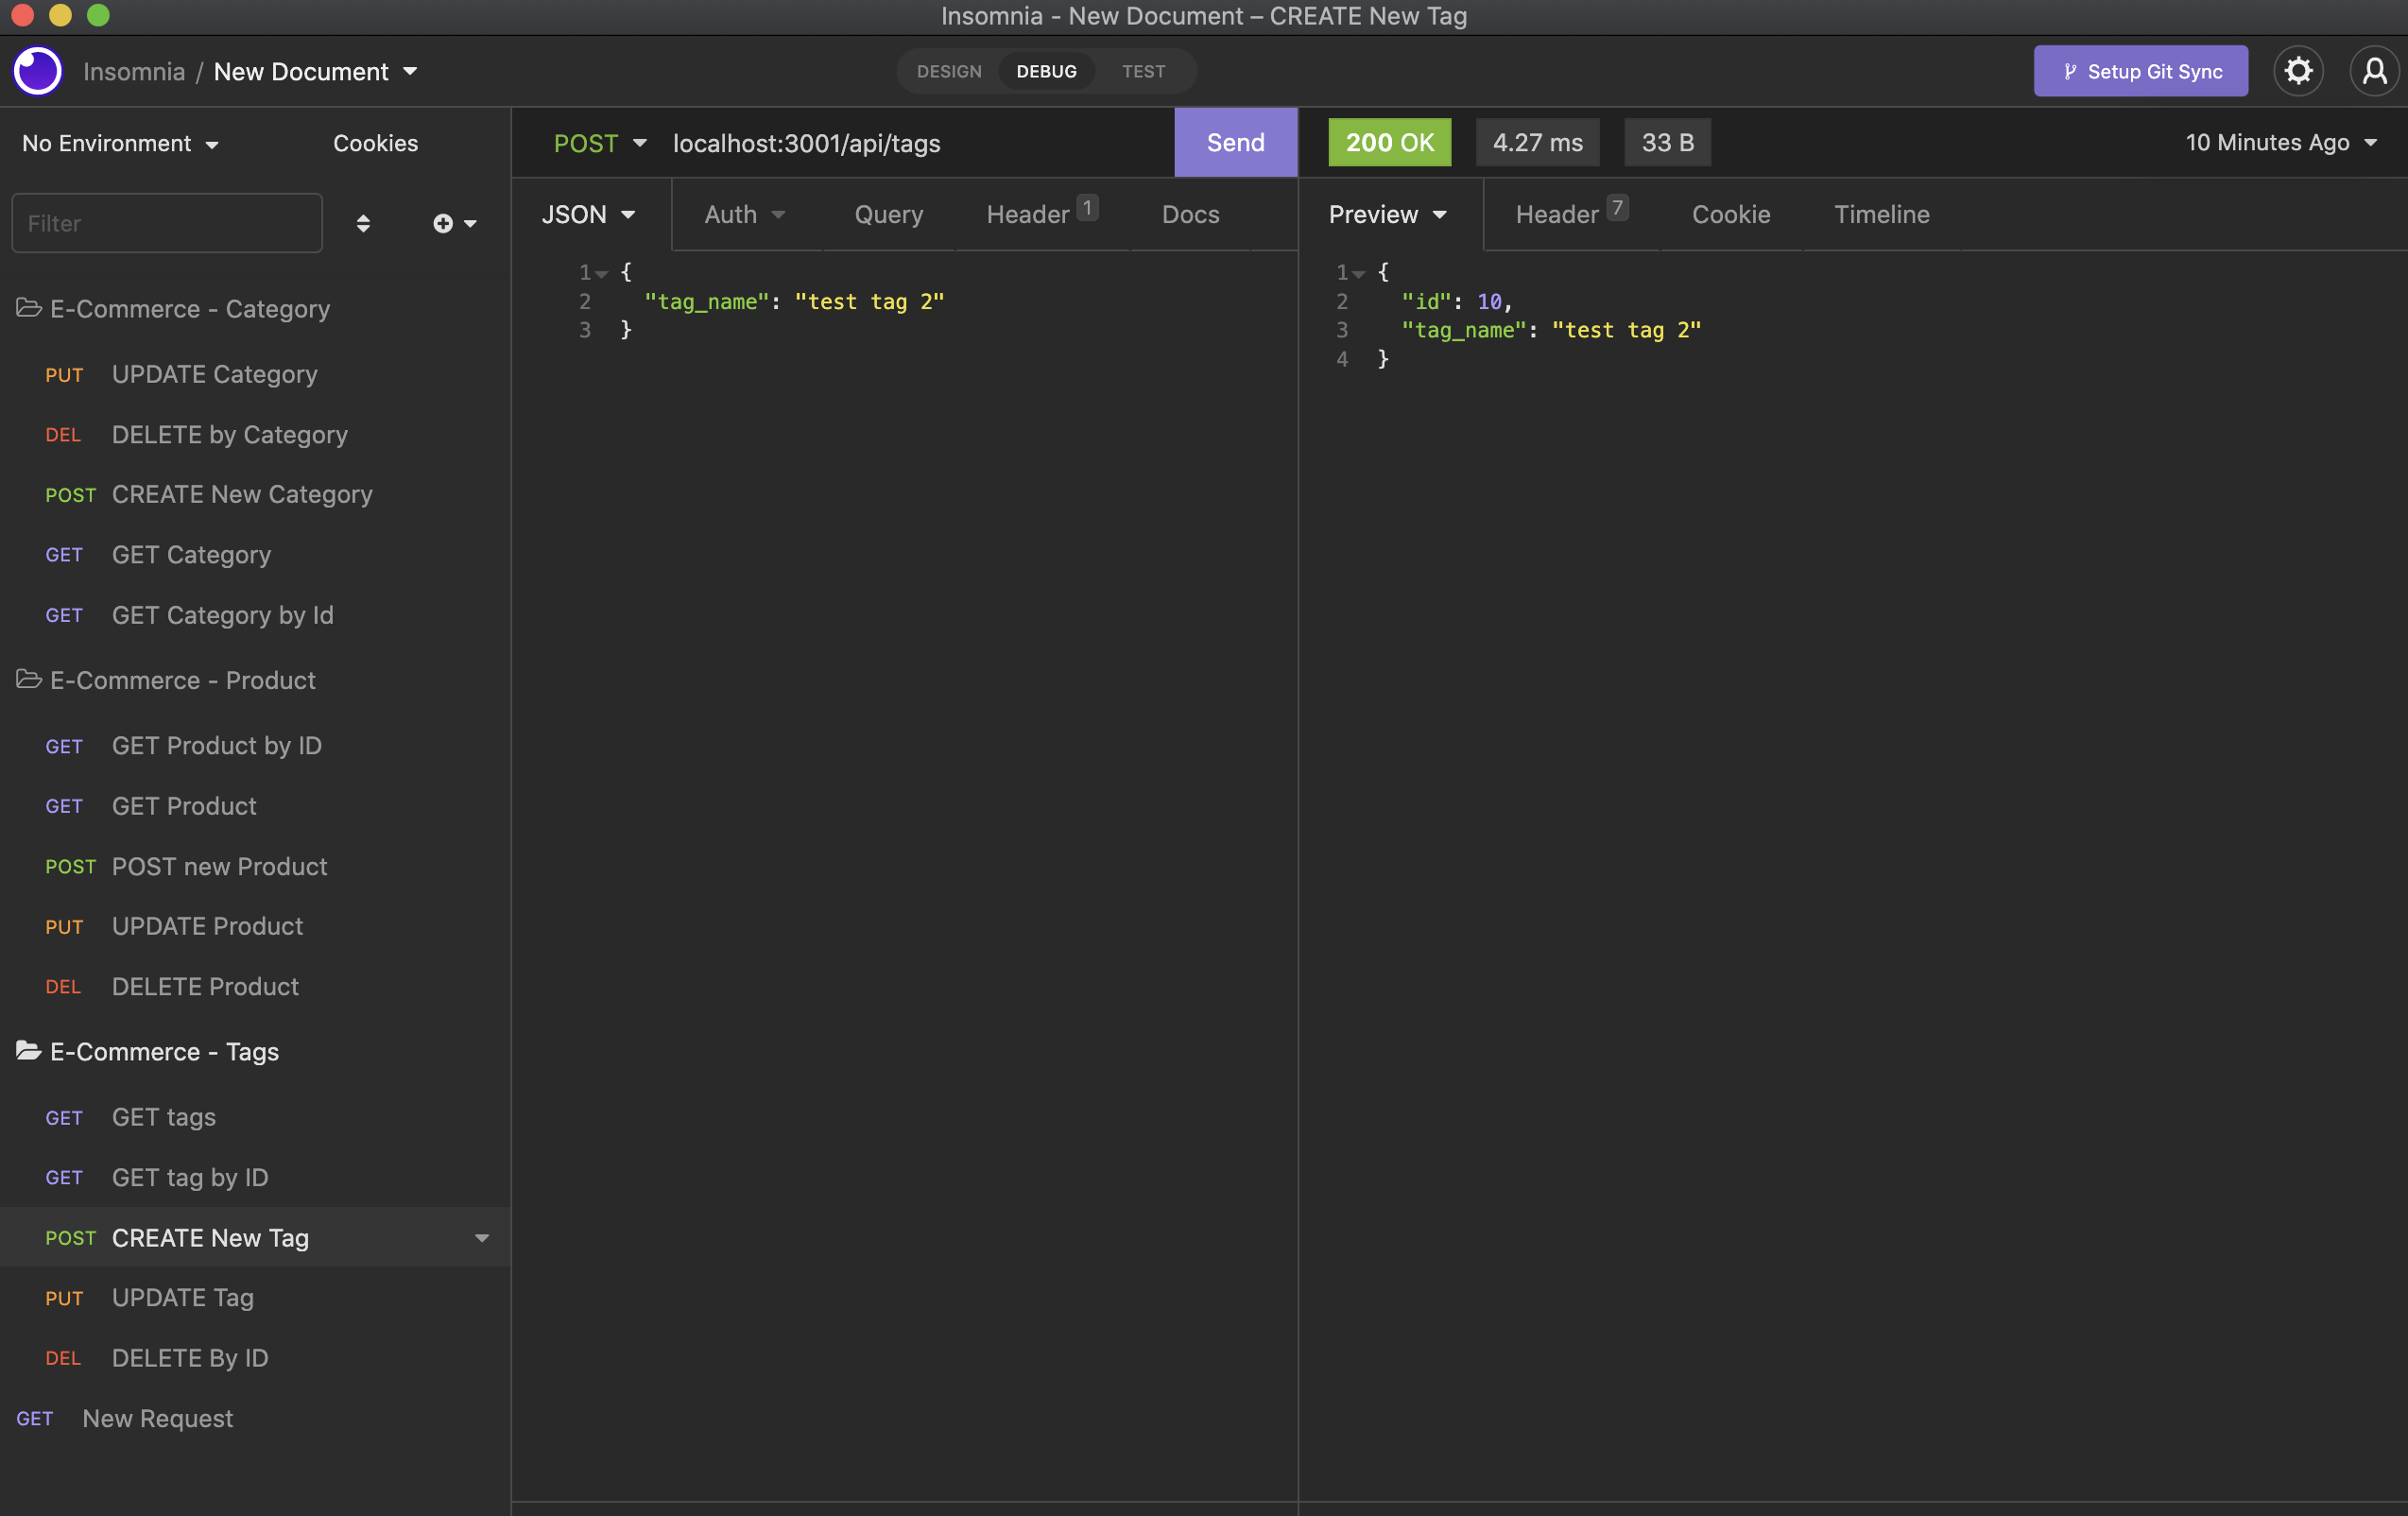 Insomnia - New Document – CREATE New Tag
Insomnia / New Document
DESIGN DEBUG TEST
Setup Git Sync
No Environment Cookies
Filter
E-Commerce - Category
PUT UPDATE Category
DEL DELETE by Category
POST CREATE New Category
GET GET Category
GET GET Category by Id
E-Commerce - Product
GET GET Product by ID
GET GET Product
POST POST new Product
PUT UPDATE Product
DEL DELETE Product
E-Commerce - Tags
GET GET tags
GET GET tag by ID
POST CREATE New Tag
PUT UPDATE Tag
DEL DELETE By ID
GET New Request
POST localhost:3001/api/tags Send
JSON Auth Query Header 1 Docs
1 {
2 "tag_name": "test tag 2"
3 }
200 OK 4.27 ms 33 B 10 Minutes Ago
Preview Header 7 Cookie Timeline
1 {
2 "id": 10,
3 "tag_name": "test tag 2"
4 }